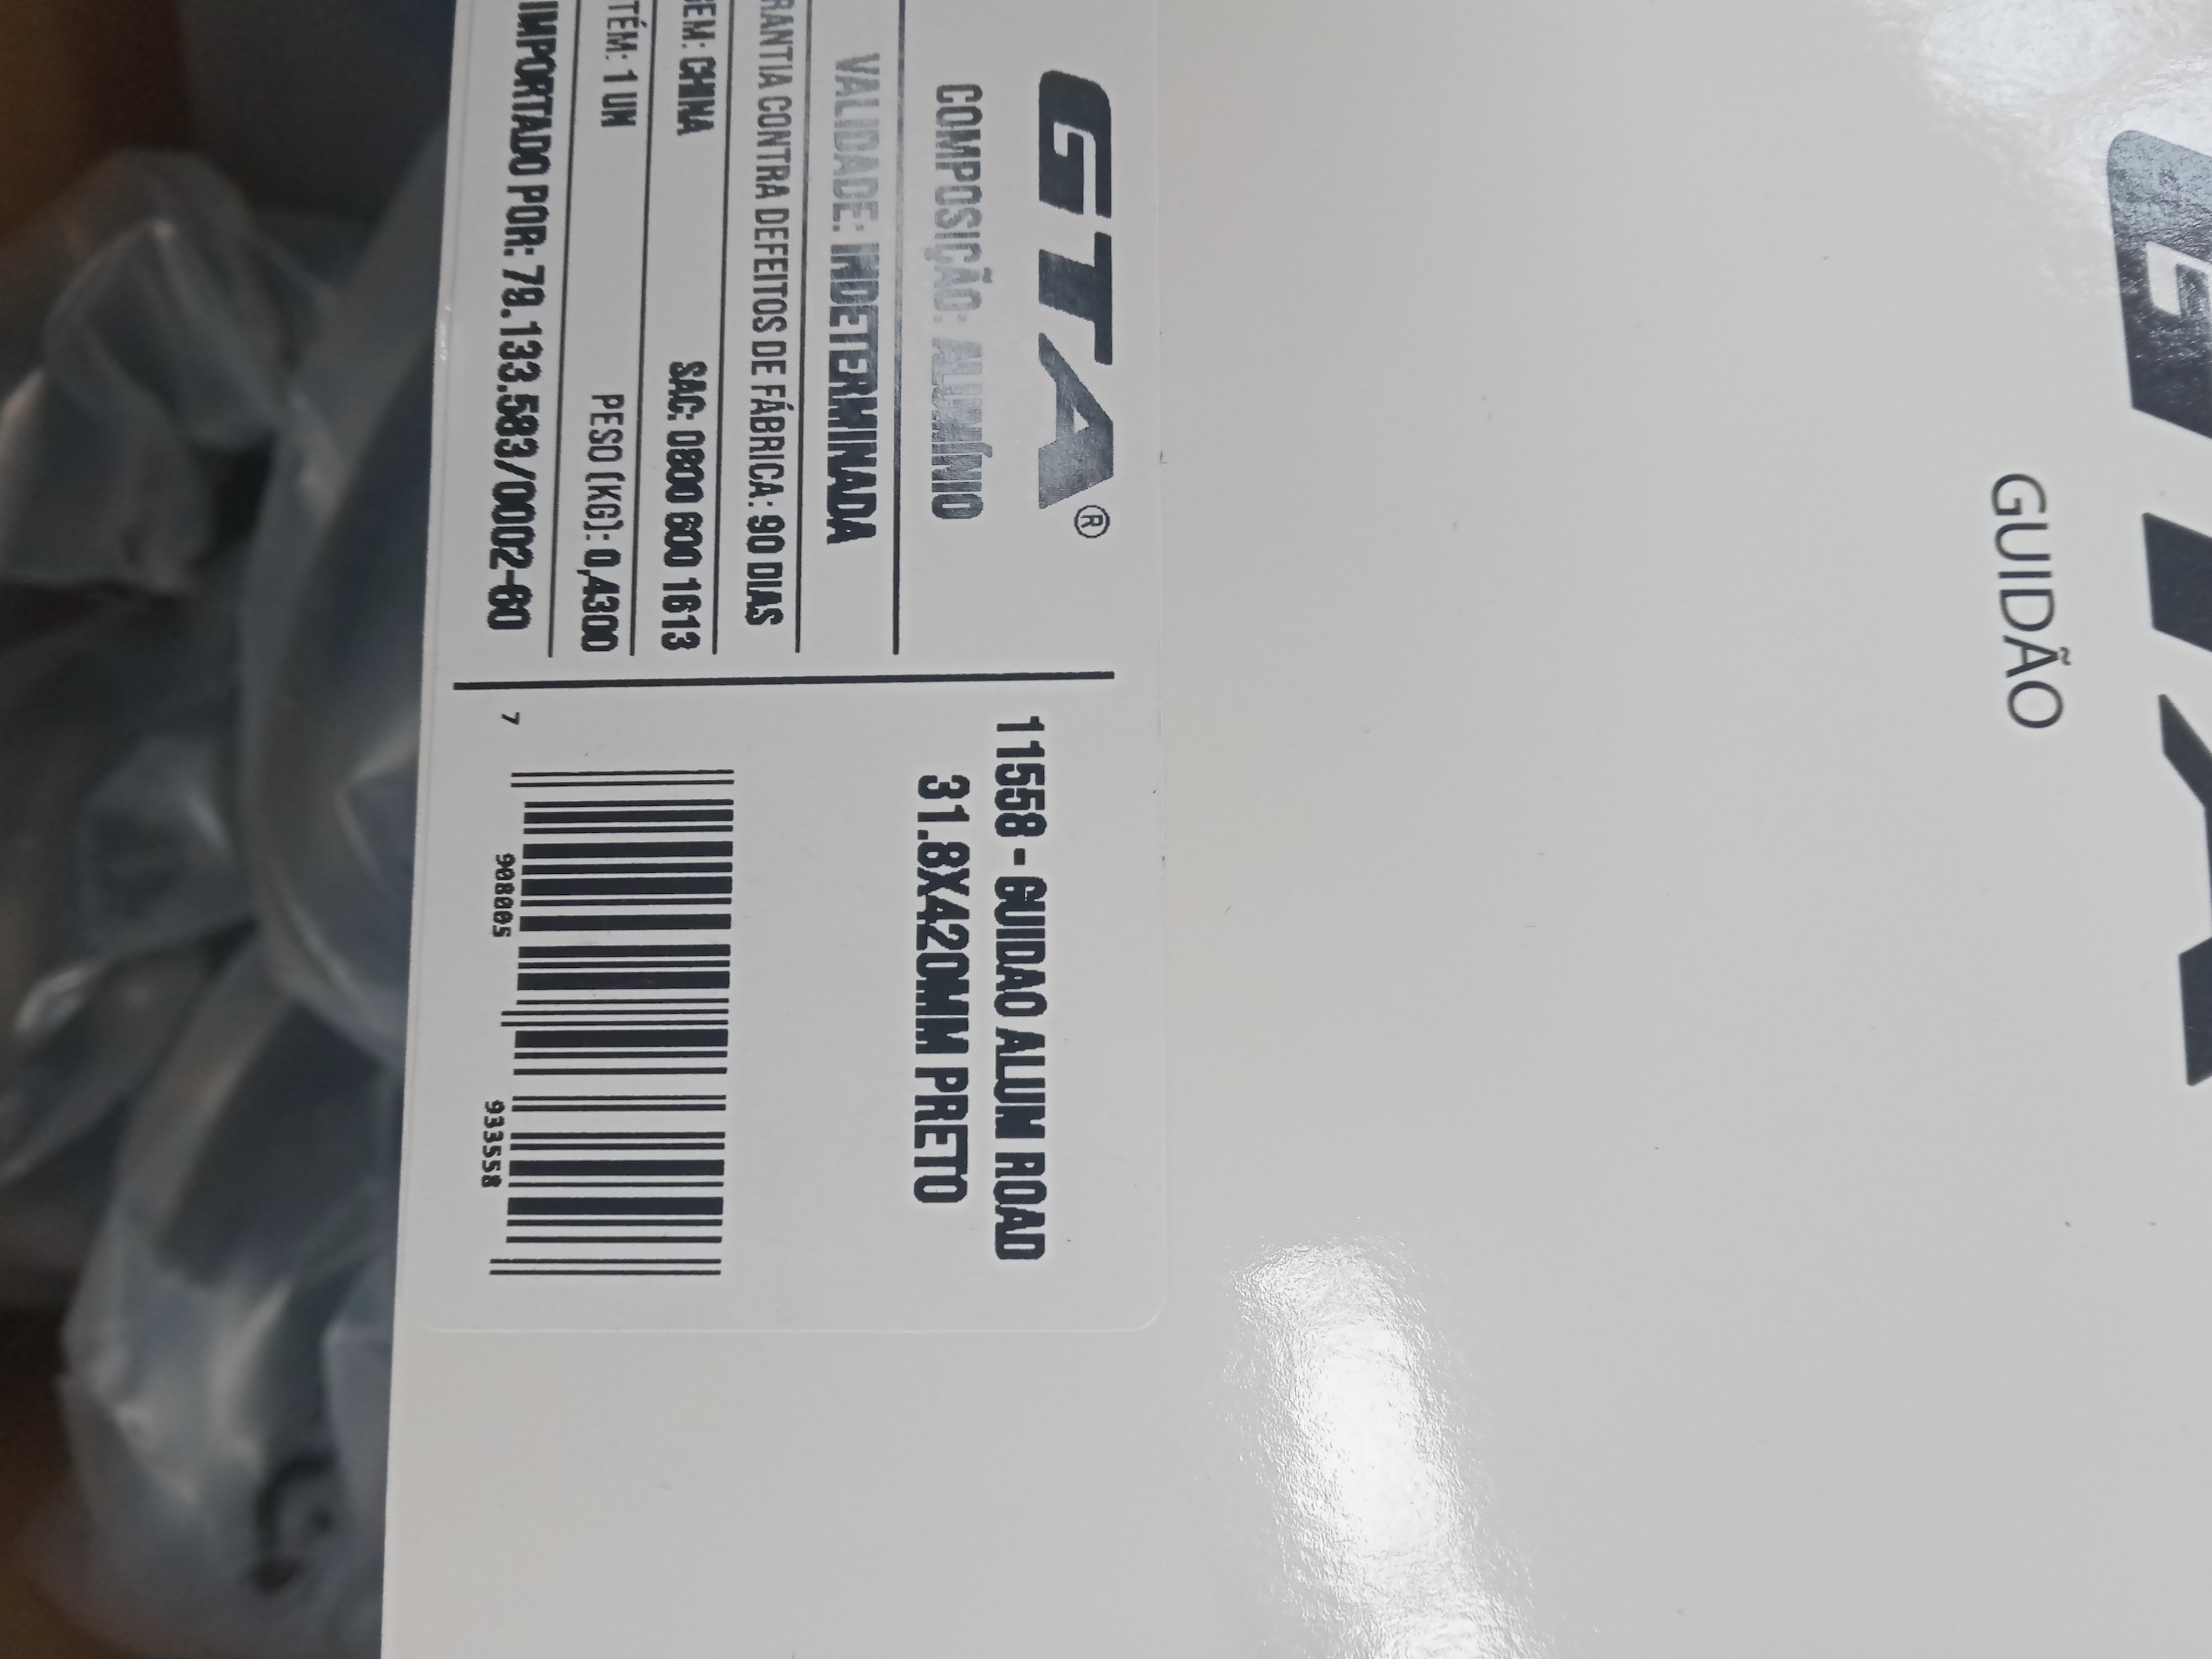 GTA®
COMPOSIÇÃO: ALUMÍNIO
VALIDADE: INDETERMINADA
RANTIA CONTRA DEFEITOS DE FÁBRICA: 90 DIAS
EM: CHINA SAC: 0800 600 1613
TÉM: 1 UN PESO (KG): 0,4300
IMPORTADO POR: 78.133.583/0002-60
11558 - GUIDAO ALUM ROAD
31.8X420MM PRETO
7 908005 933558
GTA
GUIDÃO